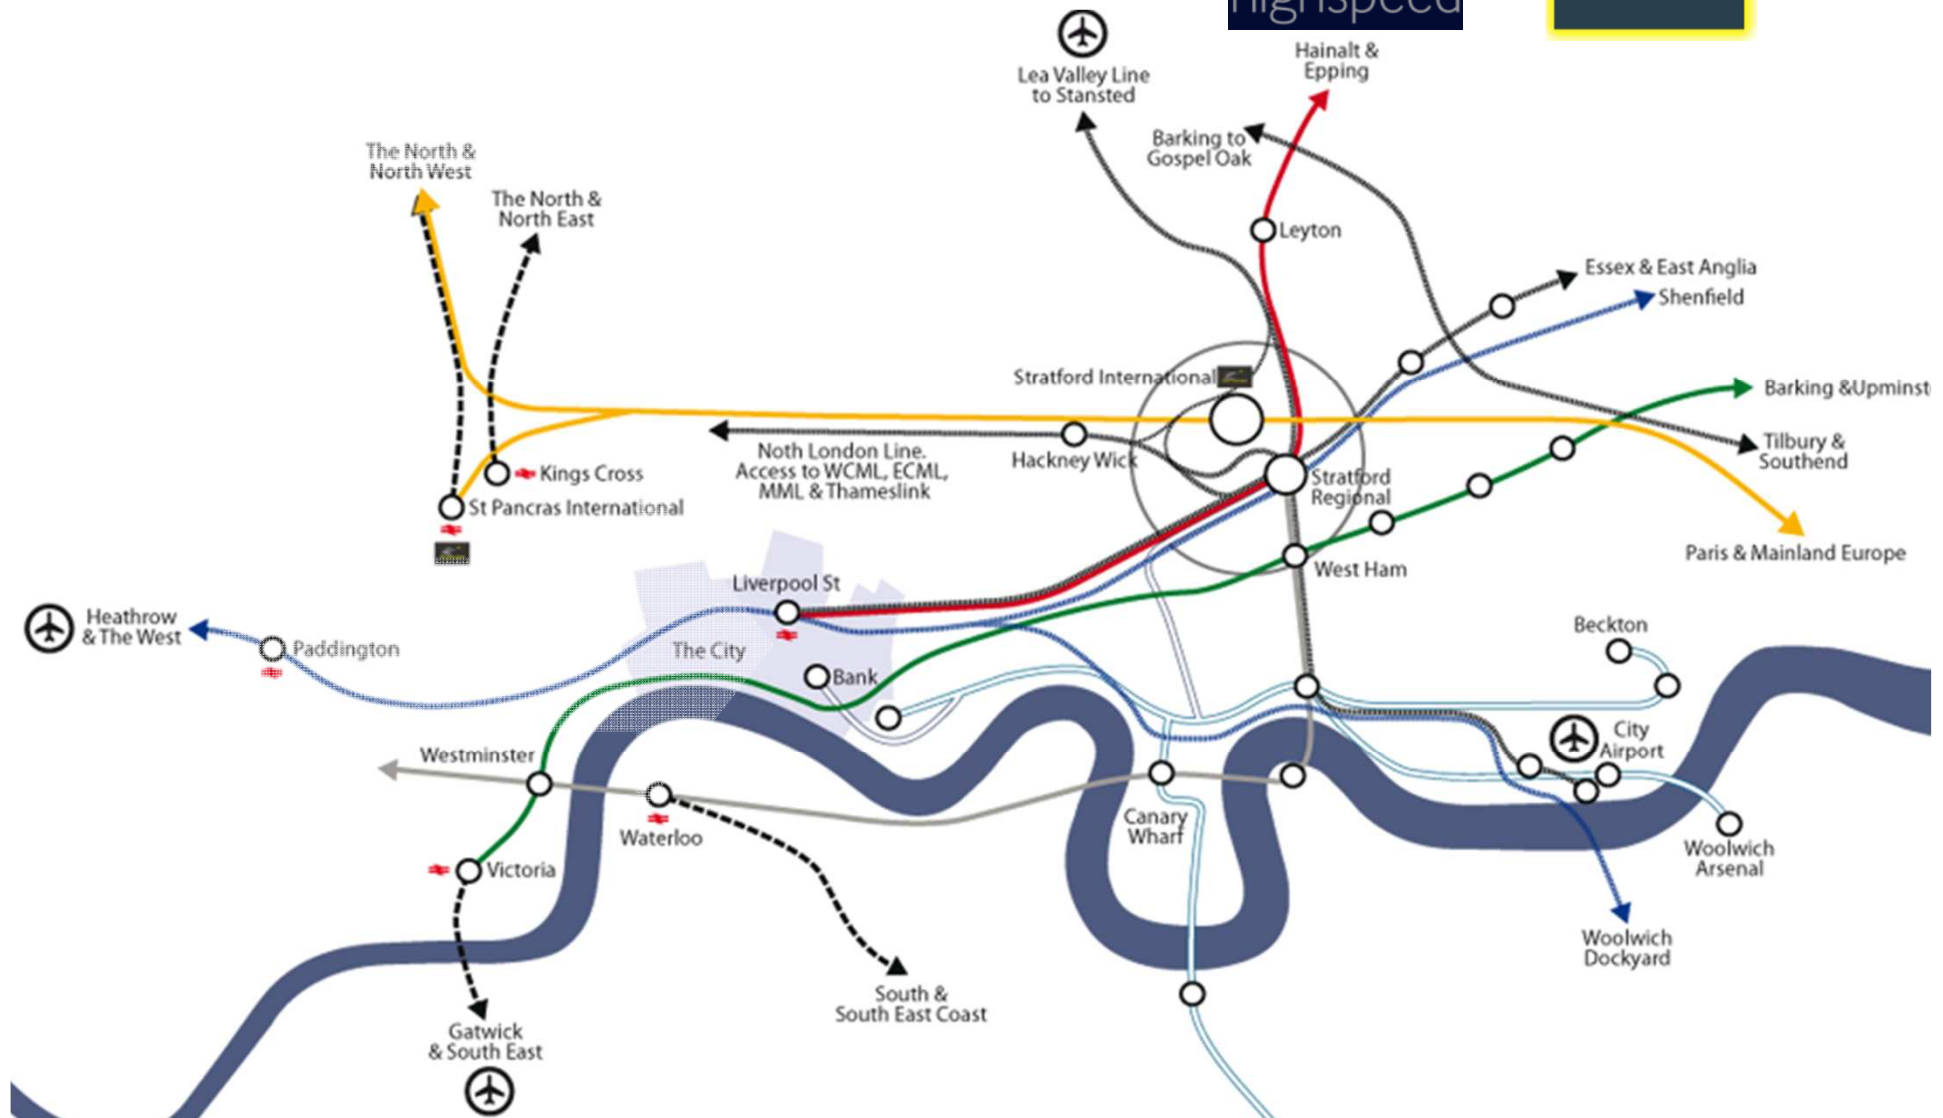 Highspeed
Hainalt &
Epping
Lea Valley Line
to Stansted
Barking to
Gospel Oak
The North &
North West
The North &
North East
Leyton
Essex & East Anglia
Shenfield
Stratford International
Barking &Upminst
Noth London Line.
Access to WCML, ECML,
MML & Thameslink
Hackney Wick
Tilbury &
Southend
Kings Cross
Stratford
Regional
St Pancras International
Paris & Mainland Europe
West Ham
Liverpool St
Heathrow
& The West
Paddington
The City
Bank
Beckton
City
Airport
Westminster
Canary
Wharf
Waterloo
Woolwich
Arsenal
Victoria
Woolwich
Dockyard
South &
South East Coast
Gatwick
& South East